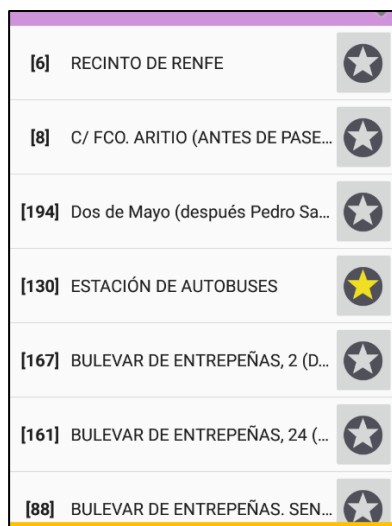 [6] RECINTO DE RENFE
[8] C/ FCO. ARITIO (ANTES DE PASE...
[194] Dos de Mayo (después Pedro Sa...
[130] ESTACIÓN DE AUTOBUSES
[167] BULEVAR DE ENTREPEÑAS, 2 (D...
[161] BULEVAR DE ENTREPEÑAS, 24 (...
[88] BULEVAR DE ENTREPEÑAS. SEN...